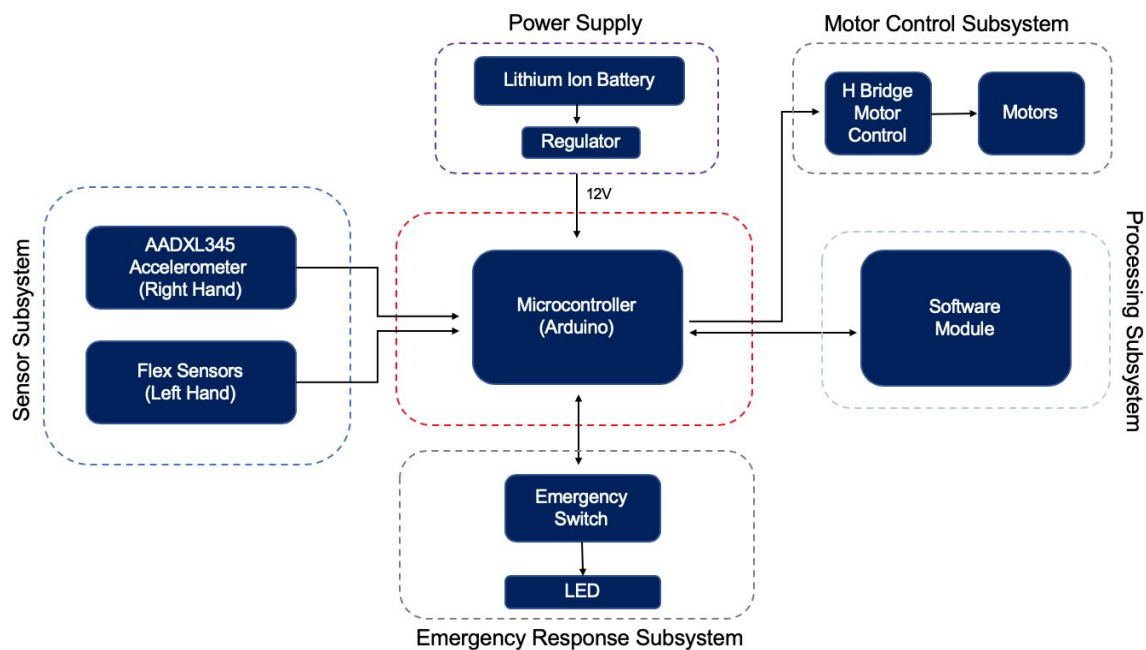 Power Supply
Motor Control Subsystem
Lithium Ion Battery
Regulator
H Bridge
Motor
Control
Motors
12V
Sensor Subsystem
AADXL345
Accelerometer
(Right Hand)
Flex Sensors
(Left Hand)
Microcontroller
(Arduino)
Software
Module
Processing Subsystem
Emergency
Switch
LED
Emergency Response Subsystem